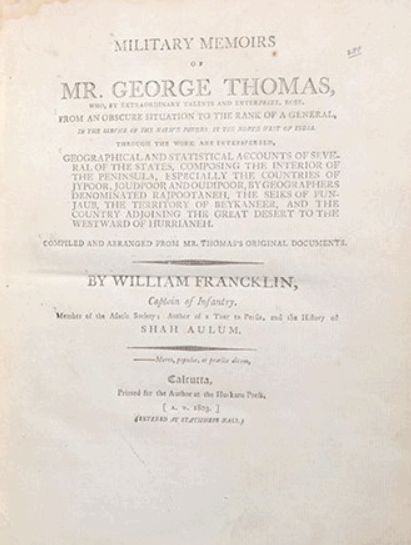 MILITARY MEMOIRS
OF
MR. GEORGE THOMAS,
WHO, BY EXTRAORDINARY TALENTS AND ENTERPRIZE, ROSE
FROM AN OBSCURE SITUATION TO THE RANK OF A GENERAL,
IN THE SERVICE OF THE NATIVE POWERS IN THE NORTH WEST OF INDIA.
THROUGH THE WORK ARE INTERSPERSED,
GEOGRAPHICAL AND STATISTICAL ACCOUNTS OF SEVE-
RAL OF THE STATES, COMPOSING THE INTERIOR OF
THE PENINSULA, ESPECIALLY THE COUNTRIES OF
JYPOOR, JOUDPOOR AND OUDIPOOR, BY GEOGRAPHERS
DENOMINATED RAJPOOTANEH, THE SEIKS OF PUN-
JAUB, THE TERRITORY OF BEYKANEER, AND THE
COUNTRY ADJOINING THE GREAT DESERT TO THE
WESTWARD OF HURRIANEH.
COMPILED AND ARRANGED FROM MR. THOMAS'S ORIGINAL DOCUMENTS.
BY WILLIAM FRANCKLIN,
Captain of Infantry.
Member of the Asiatic Society; Author of a Tour to Persia, and the History of
SHAH AULUM.
Calcutta,
Printed for the Author at the Hurkaru Press,
[ A. D. 1803. ]
(ENTERED AT STATIONERS HALL.)